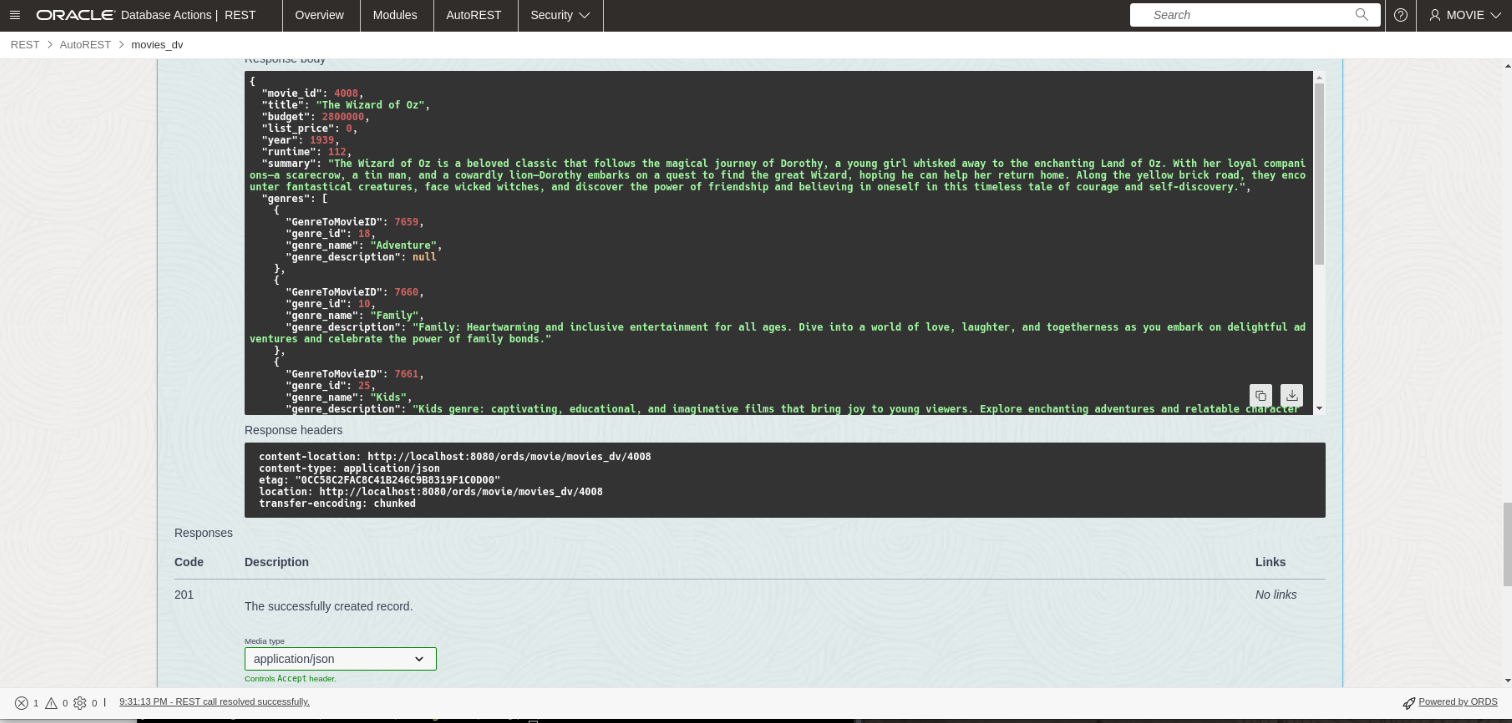 ORACLE Database Actions | REST Overview Modules AutoREST Security Search MOVIE
REST > AutoREST > movies_dv
Response body
{
"movie_id": 4008,
"title": "The Wizard of Oz",
"budget": 2800000,
"list_price": 0,
"year": 1939,
"runtime": 112,
"summary": "The Wizard of Oz is a beloved classic that follows the magical journey of Dorothy, a young girl whisked away to the enchanting Land of Oz. With her loyal compani
ons—a scarecrow, a tin man, and a cowardly lion—Dorothy embarks on a quest to find the great Wizard, hoping he can help her return home. Along the yellow brick road, they enco
unter fantastical creatures, face wicked witches, and discover the power of friendship and believing in oneself in this timeless tale of courage and self-discovery.",
"genres": [
{
"GenreToMovieID": 7659,
"genre_id": 18,
"genre_name": "Adventure",
"genre_description": null
},
{
"GenreToMovieID": 7660,
"genre_id": 10,
"genre_name": "Family",
"genre_description": "Family: Heartwarming and inclusive entertainment for all ages. Dive into a world of love, laughter, and togetherness as you embark on delightful ad
ventures and celebrate the power of family bonds."
},
{
"GenreToMovieID": 7661,
"genre_id": 25,
"genre_name": "Kids",
"genre_description": "Kids genre: captivating, educational, and imaginative films that bring joy to young viewers. Explore enchanting adventures and relatable character
Response headers
content-location: http://localhost:8080/ords/movie/movies_dv/4008
content-type: application/json
etag: "0CC58C2FAC8C41B246C9B8319F1C0D00"
location: http://localhost:8080/ords/movie/movies_dv/4008
transfer-encoding: chunked
Responses
Code Description Links
201 The successfully created record. No links
Media type
application/json
Controls Accept header.
1 0 0 | 9:31:13 PM - REST call resolved successfully. Powered by ORDS